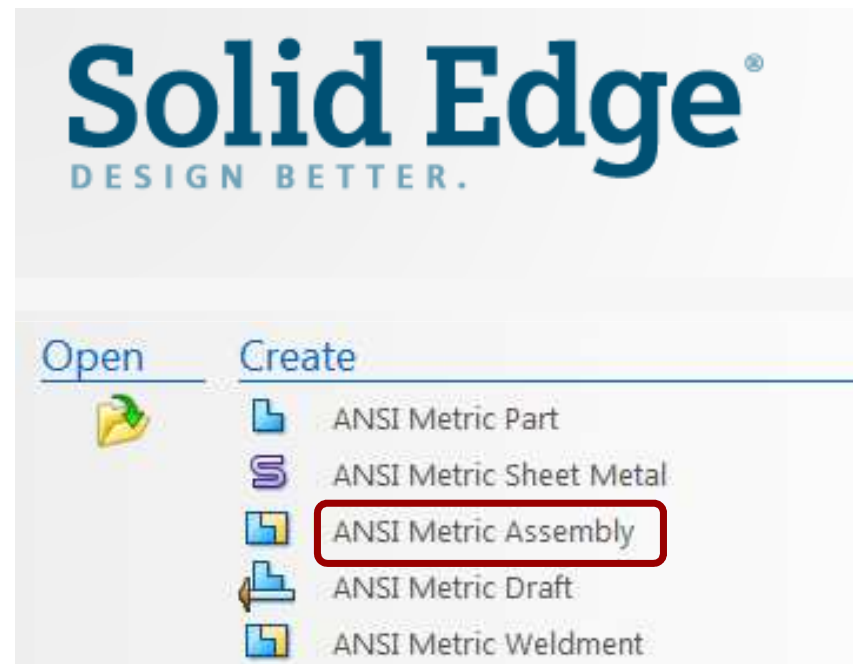 Solid Edge®
DESIGN BETTER.
Open
Create
ANSI Metric Part
ANSI Metric Sheet Metal
ANSI Metric Assembly
ANSI Metric Draft
ANSI Metric Weldment